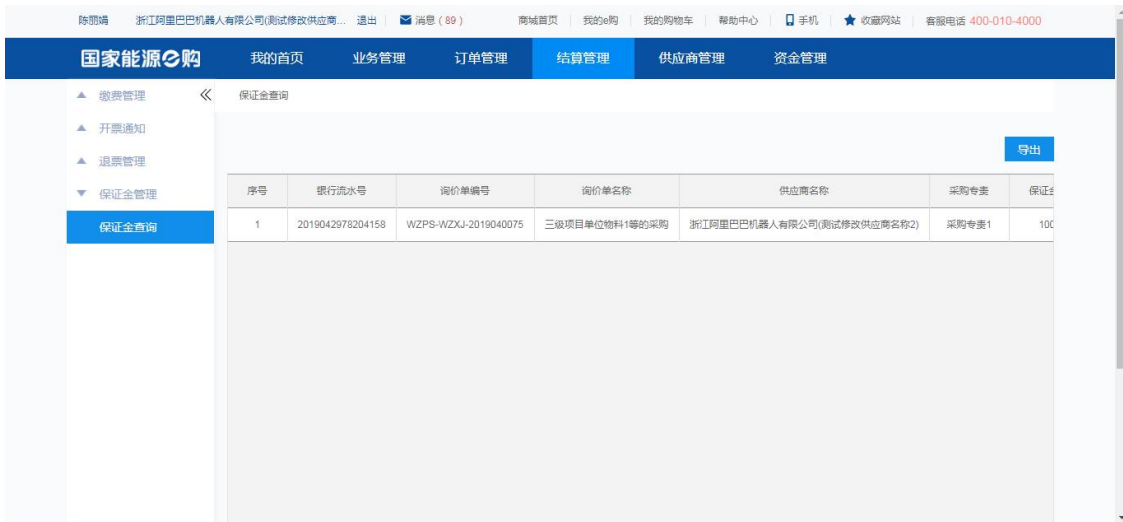 陈丽娟 浙江阿里巴巴机器人有限公司(测试修改供应商... 退出 消息 ( 89 ) 商城首页 我的e购 我的购物车 帮助中心 手机 收藏网站 客服电话 400-010-4000
国家能源e购 我的首页 业务管理 订单管理 结算管理 供应商管理 资金管理
缴费管理 保证金查询
开票通知
导出
退票管理
保证金管理 序号 银行流水号 询价单编号 询价单名称 供应商名称 采购专责 保证金
保证金查询 1 2019042978204158 WZPS-WZXJ-2019040075 三级项目单位物料1等的采购 浙江阿里巴巴机器人有限公司(测试修改供应商名称2) 采购专责1 100